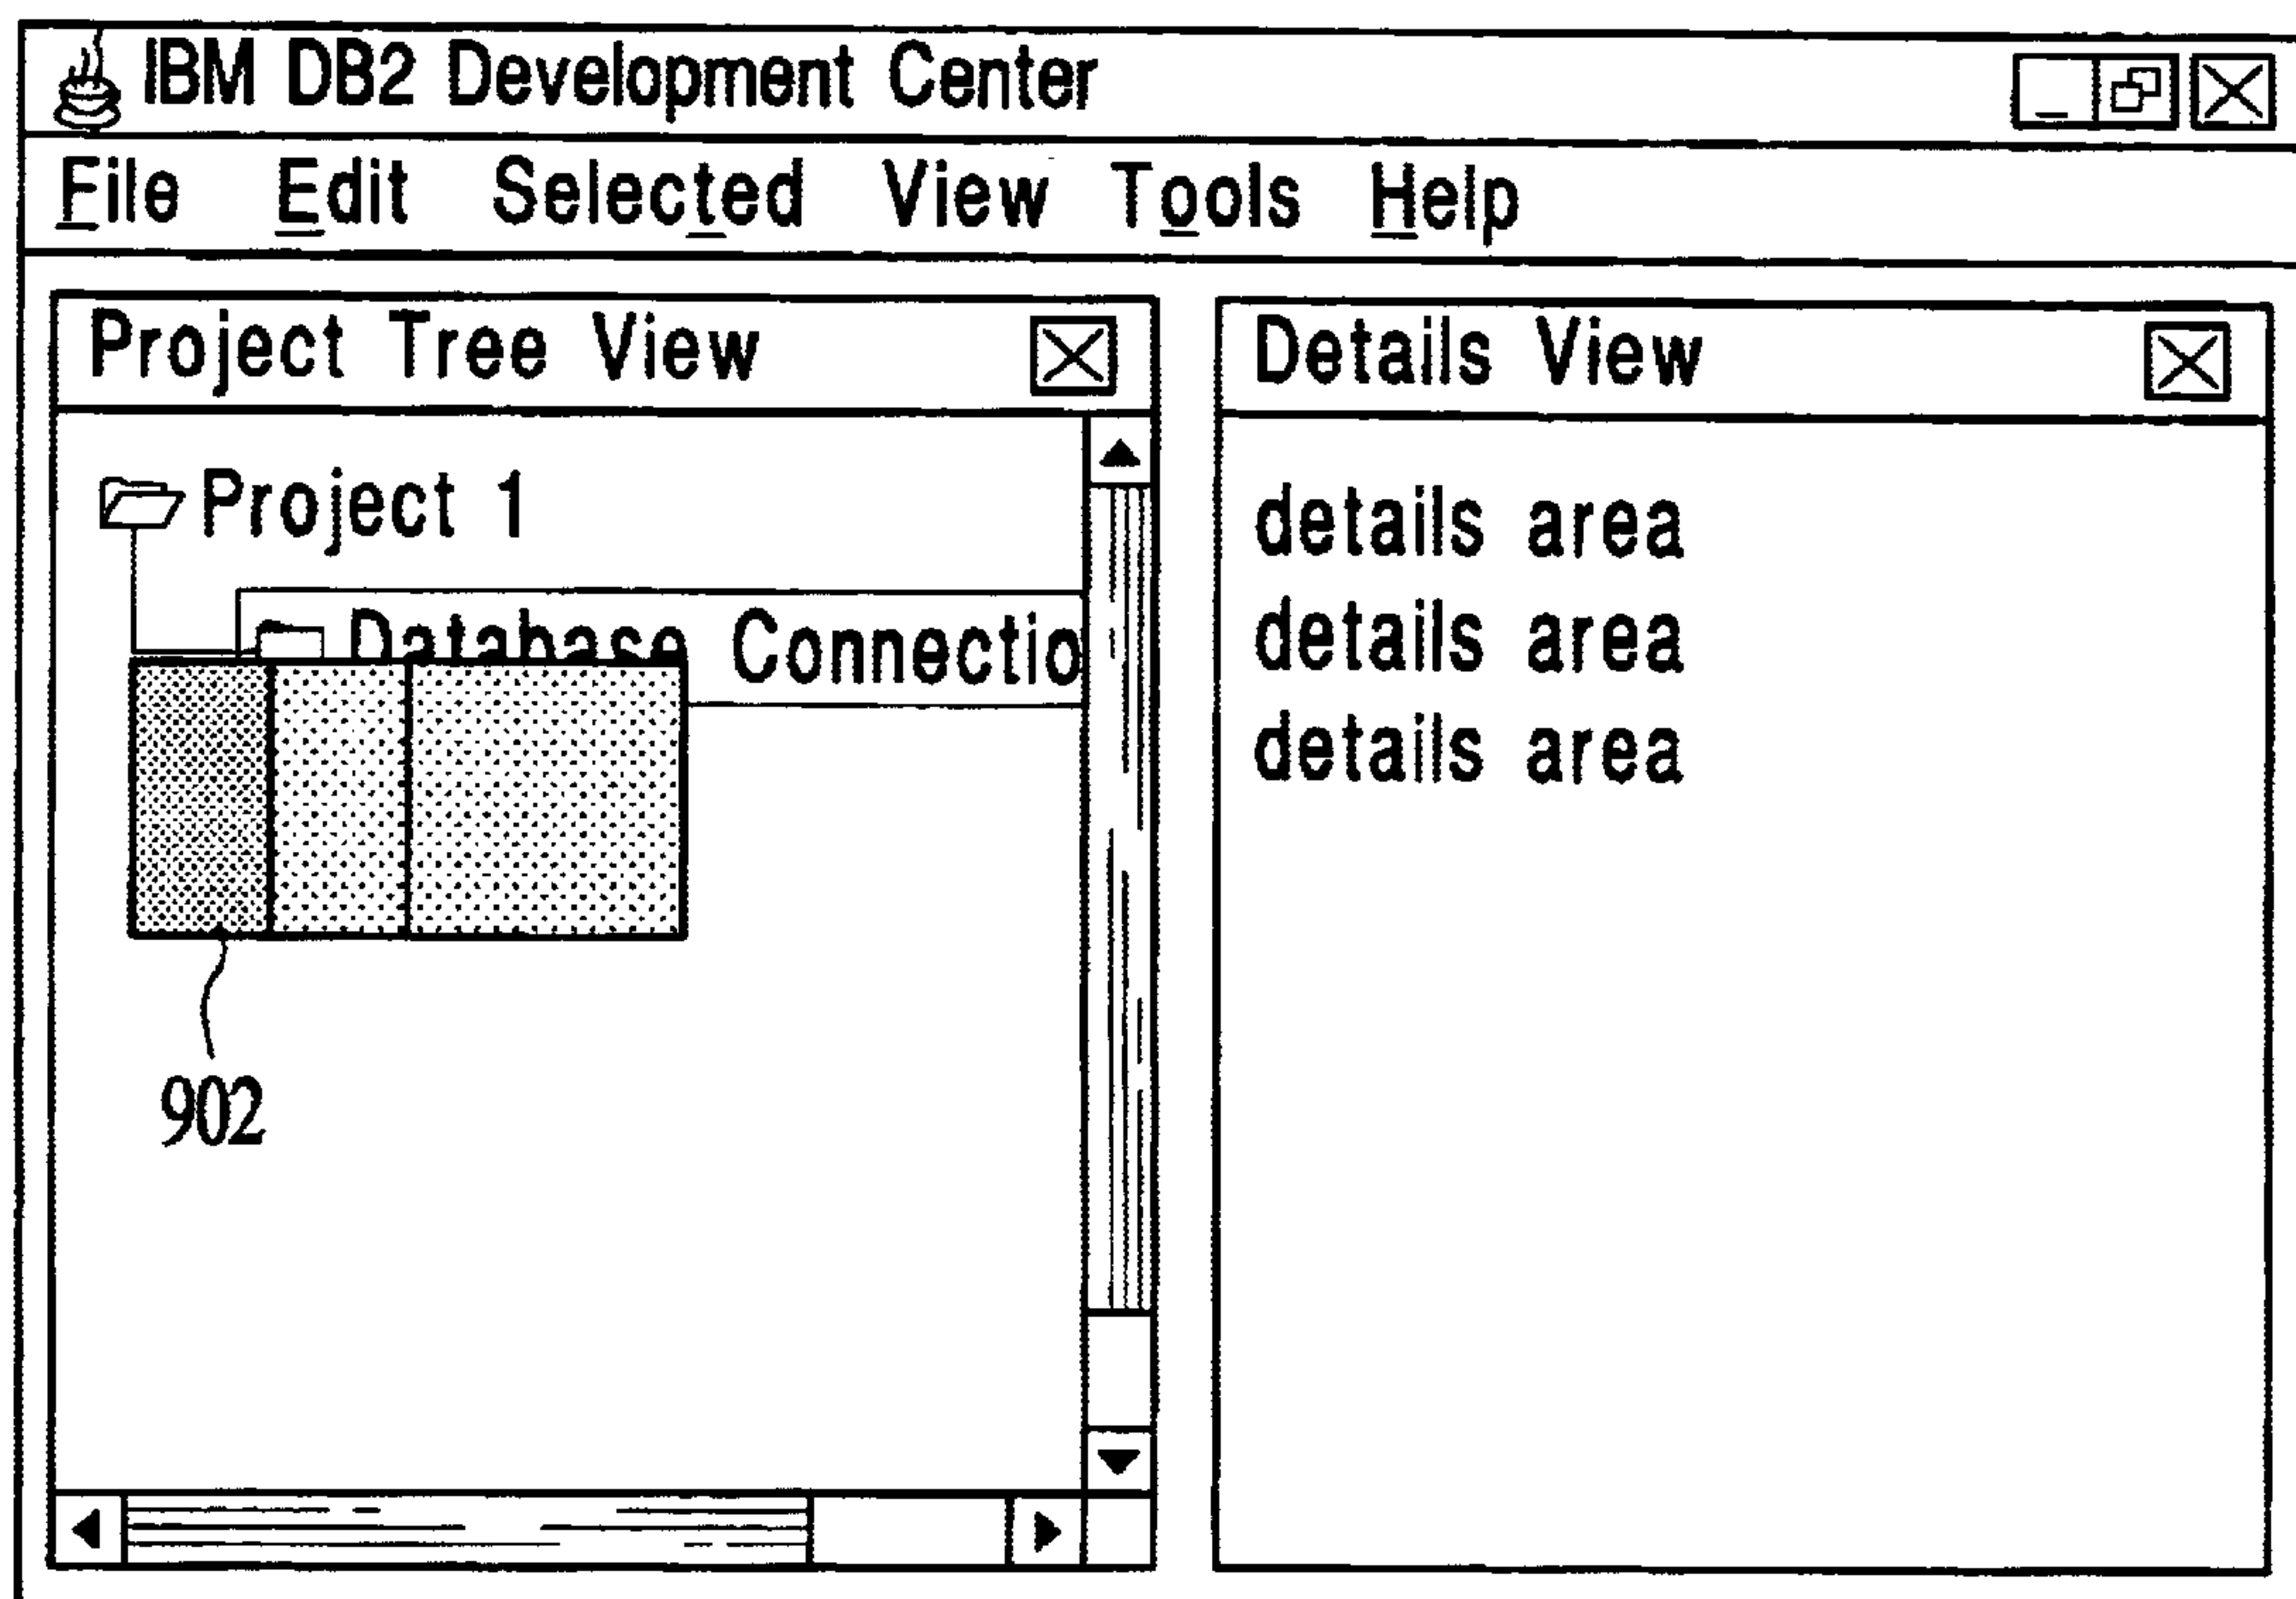 IBM DB2 Development Center
File Edit Selected View Tools Help
Project Tree View
Project 1
Database Connectio
902
Details View
details area
details area
details area